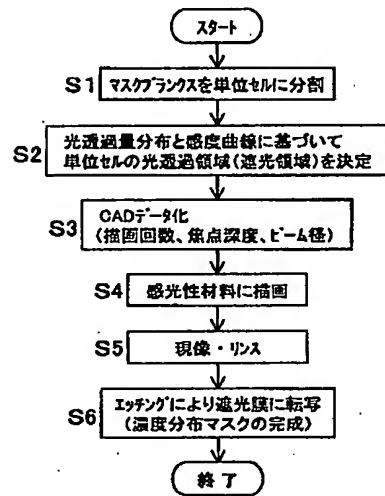 スタート
S1 マスクブランクスを単位セルに分割
S2 光透過量分布と感度曲線に基づいて
単位セルの光透過領域(遮光領域)を決定
S3 CADデータ化
(描画回数、焦点深度、ビーム径)
S4 感光性材料に描画
S5 現像・リンス
S6 エッチングにより遮光膜に転写
(濃度分布マスクの完成)
終了